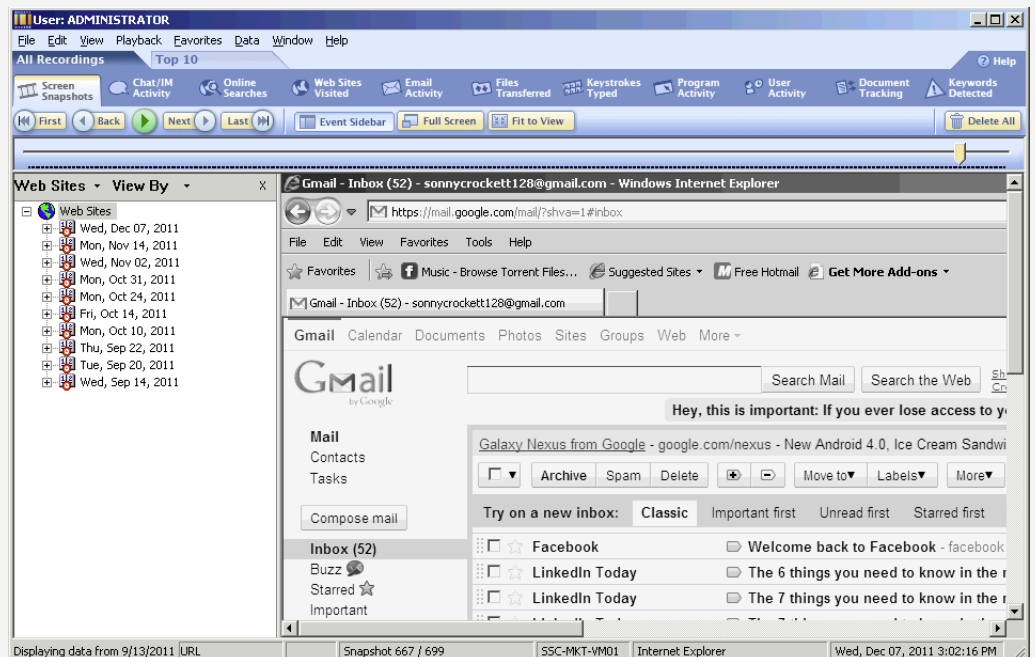 User: ADMINISTRATOR
File Edit View Playback Favorites Data Window Help
All Recordings Top 10 Help
Screen Snapshots Chat/IM Activity Online Searches Web Sites Visited Email Activity Files Transferred Keystrokes Typed Program Activity User Activity Document Tracking Keywords Detected
First Back Next Last Event Sidebar Full Screen Fit to View Delete All
Web Sites View By X
Web Sites
Wed, Dec 07, 2011
Mon, Nov 14, 2011
Wed, Nov 02, 2011
Mon, Oct 31, 2011
Mon, Oct 24, 2011
Fri, Oct 14, 2011
Mon, Oct 10, 2011
Thu, Sep 22, 2011
Tue, Sep 20, 2011
Wed, Sep 14, 2011
Gmail - Inbox (52) - sonnycrockett128@gmail.com - Windows Internet Explorer
https://mail.google.com/mail/?shva=1#inbox
File Edit View Favorites Tools Help
Favorites Music - Browse Torrent Files... Suggested Sites Free Hotmail Get More Add-ons
Gmail - Inbox (52) - sonnycrockett128@gmail.com
Gmail Calendar Documents Photos Sites Groups Web More
GMail
by Google
Search Mail Search the Web
Hey, this is important: If you ever lose access to
Mail
Contacts
Tasks
Compose mail
Inbox (52)
Buzz
Starred
Important
Galaxy Nexus from Google - google.com/nexus - New Android 4.0, Ice Cream Sandwi
Archive Spam Delete Move to Labels More
Try on a new inbox: Classic Important first Unread first Starred first
Facebook Welcome back to Facebook - facebook
LinkedIn Today The 6 things you need to know in the
LinkedIn Today The 7 things you need to know in the
Displaying data from 9/13/2011 URL Snapshot 667 / 699 SSC-MKT-VM01 Internet Explorer Wed, Dec 07, 2011 3:02:16 PM